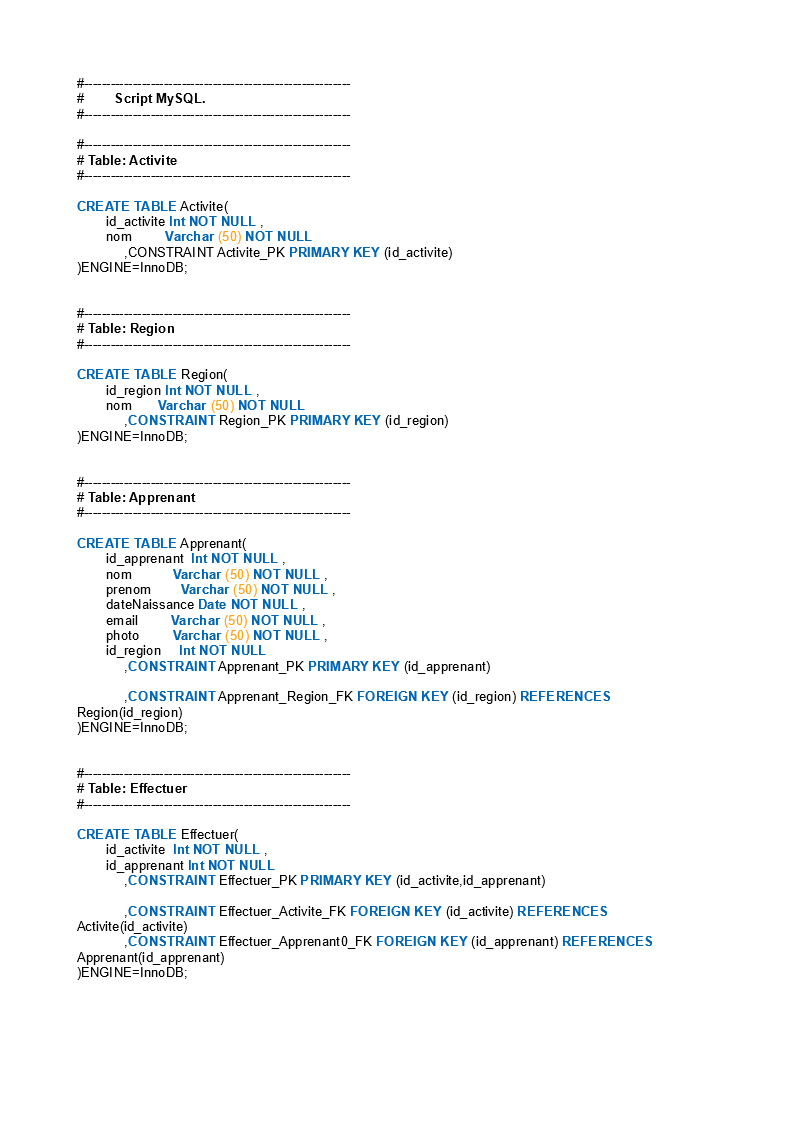 #------------------------------------------------------------
# Script MySQL.
#------------------------------------------------------------
#------------------------------------------------------------
# Table: Activite
#------------------------------------------------------------
CREATE TABLE Activite(
id_activite Int NOT NULL ,
nom Varchar (50) NOT NULL
,CONSTRAINT Activite_PK PRIMARY KEY (id_activite)
)ENGINE=InnoDB;
#------------------------------------------------------------
# Table: Region
#------------------------------------------------------------
CREATE TABLE Region(
id_region Int NOT NULL ,
nom Varchar (50) NOT NULL
,CONSTRAINT Region_PK PRIMARY KEY (id_region)
)ENGINE=InnoDB;
#------------------------------------------------------------
# Table: Apprenant
#------------------------------------------------------------
CREATE TABLE Apprenant(
id_apprenant Int NOT NULL ,
nom Varchar (50) NOT NULL ,
prenom Varchar (50) NOT NULL ,
dateNaissance Date NOT NULL ,
email Varchar (50) NOT NULL ,
photo Varchar (50) NOT NULL ,
id_region Int NOT NULL
,CONSTRAINT Apprenant_PK PRIMARY KEY (id_apprenant)
,CONSTRAINT Apprenant_Region_FK FOREIGN KEY (id_region) REFERENCES
Region(id_region)
)ENGINE=InnoDB;
#------------------------------------------------------------
# Table: Effectuer
#------------------------------------------------------------
CREATE TABLE Effectuer(
id_activite Int NOT NULL ,
id_apprenant Int NOT NULL
,CONSTRAINT Effectuer_PK PRIMARY KEY (id_activite,id_apprenant)
,CONSTRAINT Effectuer_Activite_FK FOREIGN KEY (id_activite) REFERENCES
Activite(id_activite)
,CONSTRAINT Effectuer_Apprenant0_FK FOREIGN KEY (id_apprenant) REFERENCES
Apprenant(id_apprenant)
)ENGINE=InnoDB;